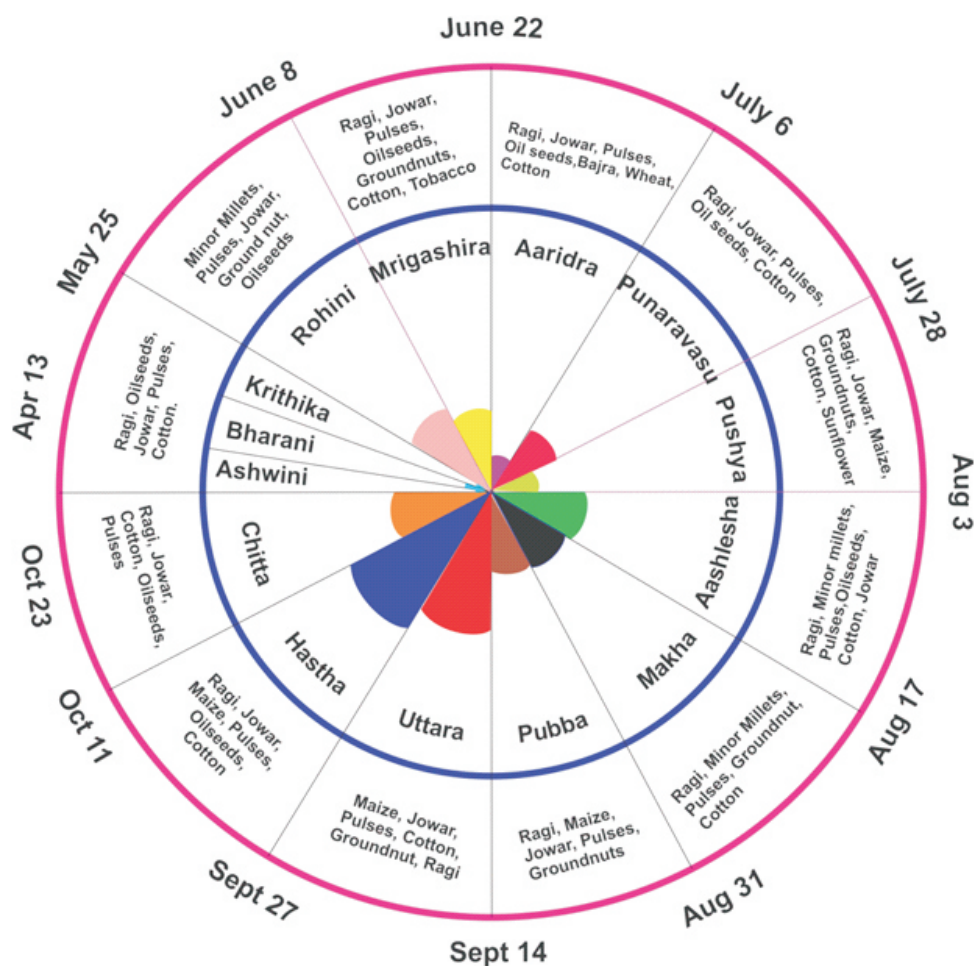 June 22
July 6
July 28
Aug 3
Aug 17
Aug 31
Sept 14
Sept 27
Oct 11
Oct 23
Apr 13
May 25
June 8
Ragi, Jowar, Pulses,
Oil seeds,Bajra, Wheat,
Cotton
Ragi, Jowar, Pulses,
Oil seeds, Cotton
Ragi, Jowar, Maize,
Groundnuts,
Cotton, Sunflower
Ragi, Minor millets,
Pulses,Oilseeds,
Cotton, Jowar
Ragi, Minor Millets,
Pulses, Groundnut,
Cotton
Ragi, Maize,
Jowar, Pulses,
Groundnuts
Maize, Jowar,
Pulses, Cotton,
Groundnut, Ragi
Ragi, Jowar,
Maize, Pulses,
Oilseeds,
Cotton
Ragi, Jowar,
Cotton, Oilseeds,
Pulses
Ragi, Oilseeds,
Jowar, Pulses,
Cotton.
Minor Millets,
Pulses, Jowar,
Ground nut,
Oilseeds
Ragi, Jowar,
Pulses,
Oilseeds,
Groundnuts,
Cotton, Tobacco
Aaridra
Punaravasu
Pushya
Aashlesha
Makha
Pubba
Uttara
Hastha
Chitta
Ashwini
Bharani
Krithika
Rohini
Mrigashira